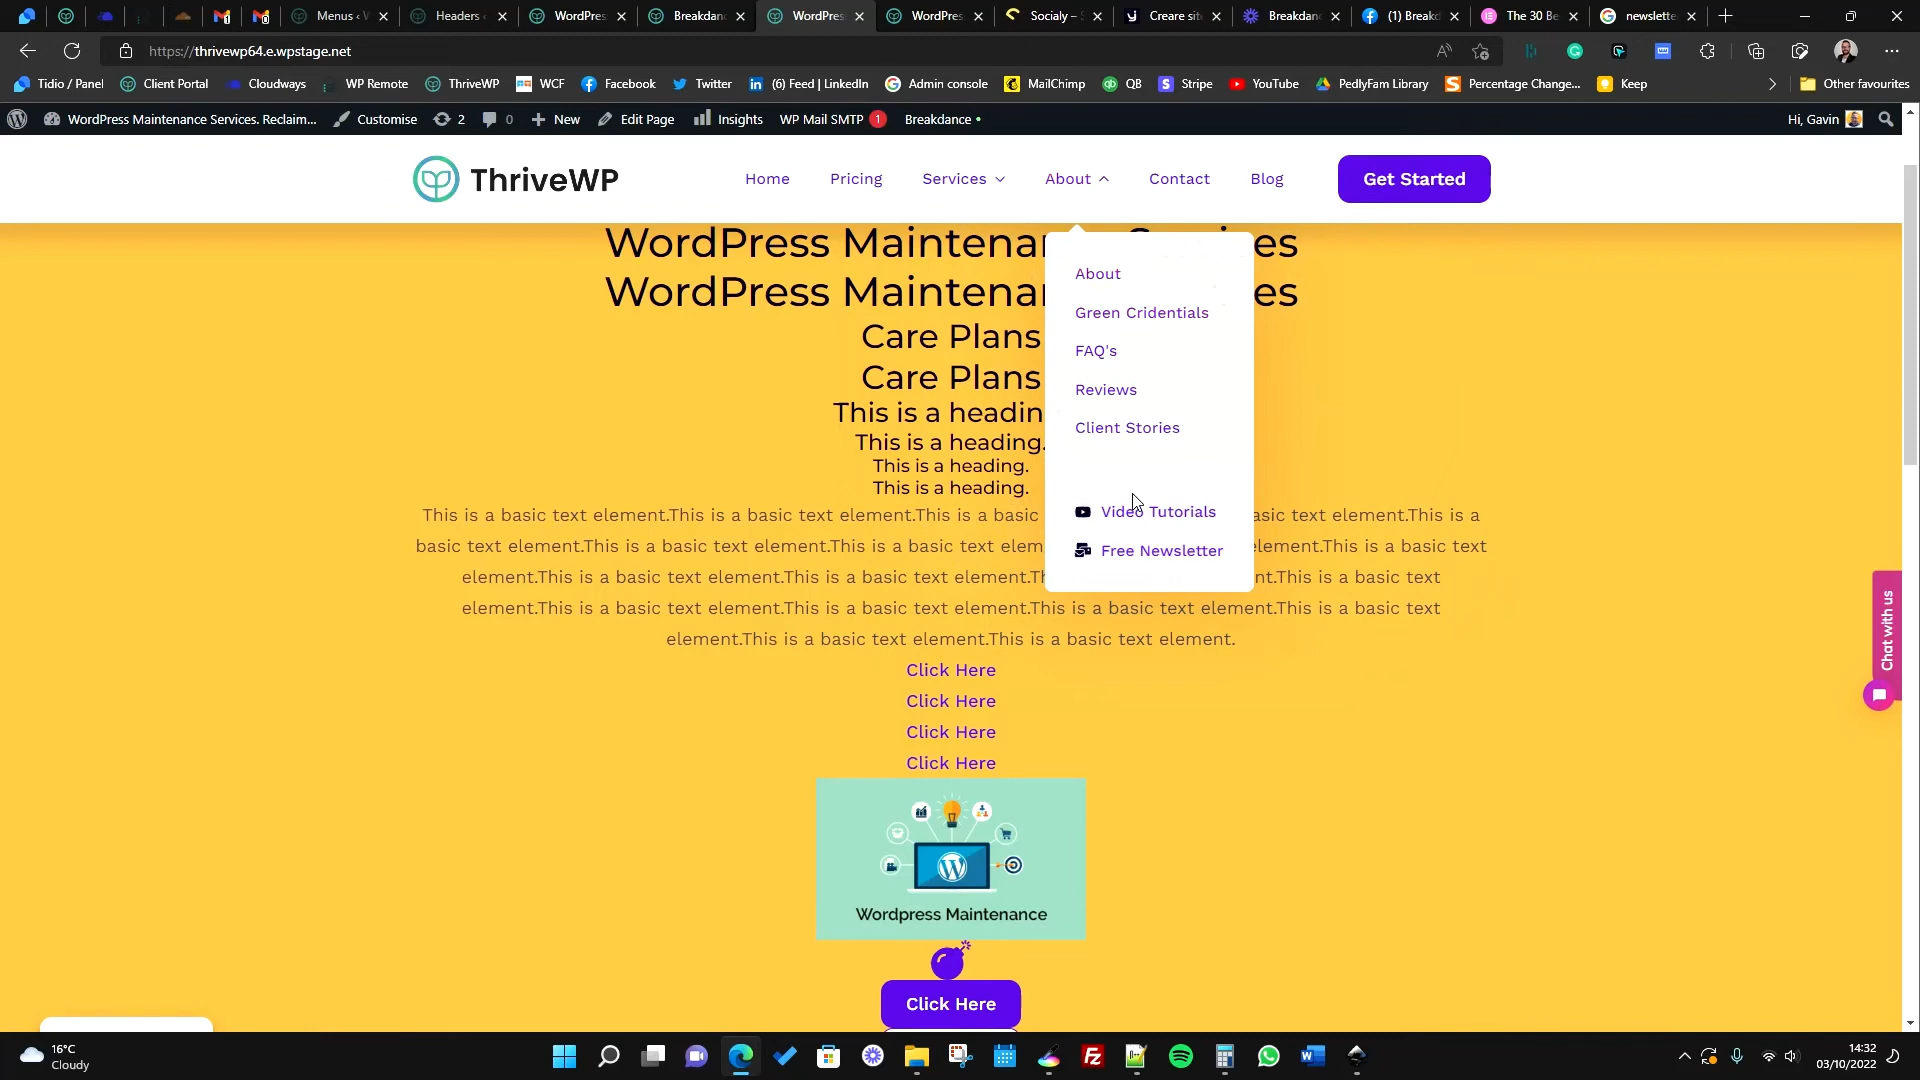 Menus ‹ W
Headers ‹
WordPres
Breakdanc
WordPres
WordPres
Socialy – S
Creare sit
Breakdanc
(1) Breakd
The 30 Be
newslette
https://thrivewp64.e.wpstage.net
Tidio / Panel
Client Portal
Cloudways
WP Remote
ThriveWP
WCF
Facebook
Twitter
(6) Feed | LinkedIn
Admin console
MailChimp
QB
Stripe
YouTube
PedlyFam Library
Percentage Change...
Keep
Other favourites
WordPress Maintenance Services. Reclaim...
Customise
2
0
New
Edit Page
Insights
WP Mail SMTP 1
Breakdance
Hi, Gavin
ThriveWP
Home
Pricing
Services
About
Contact
Blog
Get Started
WordPress Maintenan Services
WordPress Maintenan es
Care Plans
Care Plans
This is a headin
This is a heading.
This is a heading.
This is a heading.
About
Green Cridentials
FAQ's
Reviews
Client Stories
Video Tutorials
Free Newsletter
This is a basic text element.This is a basic text element.This is a basic asic text element.This is a
basic text element.This is a basic text element.This is a basic text elem element.This is a basic text
element.This is a basic text element.This is a basic text element.Th nt.This is a basic text
element.This is a basic text element.This is a basic text element.This is a basic text element.This is a basic text
element.This is a basic text element.This is a basic text element.
Click Here
Click Here
Click Here
Click Here
Wordpress Maintenance
Click Here
Chat with us
16°C
Cloudy
14:32
03/10/2022